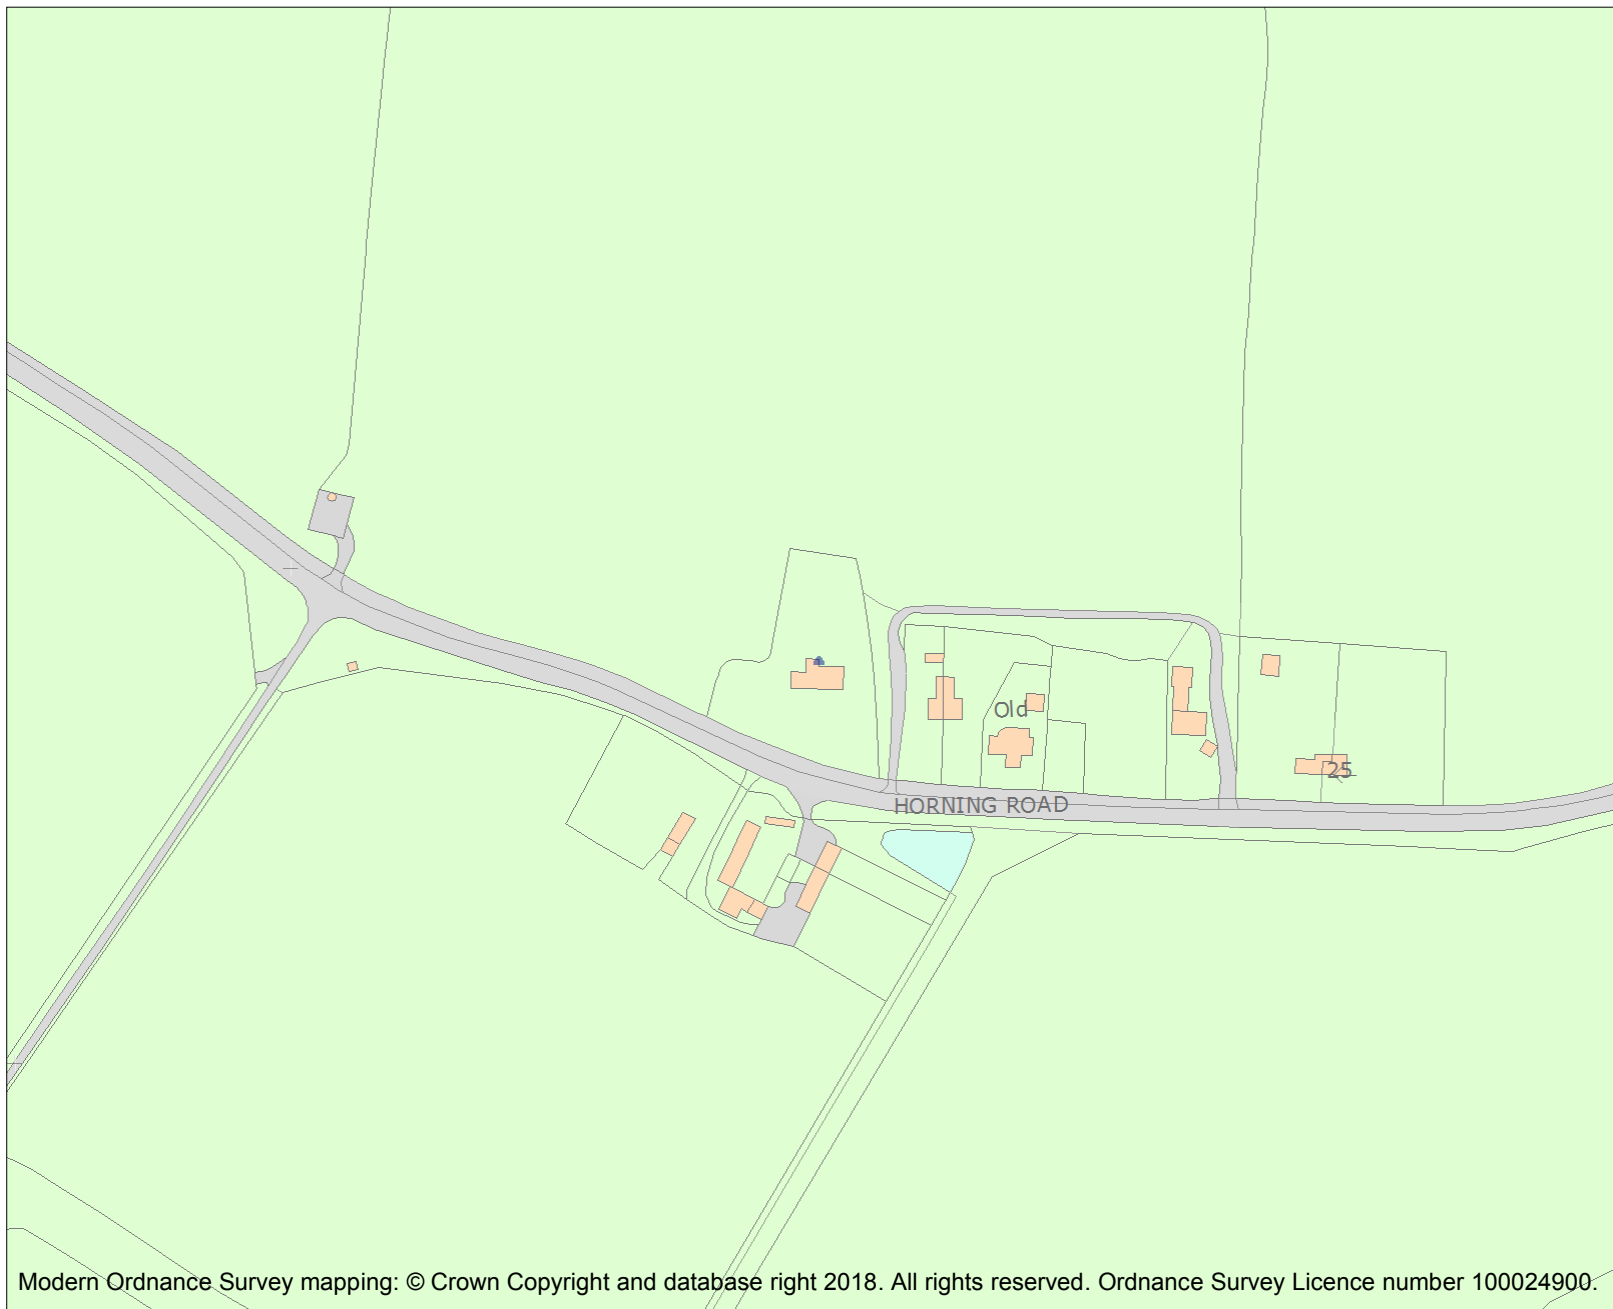 Old
25
HORNING ROAD
Modern Ordnance Survey mapping: © Crown Copyright and database right 2018. All rights reserved. Ordnance Survey Licence number 100024900.